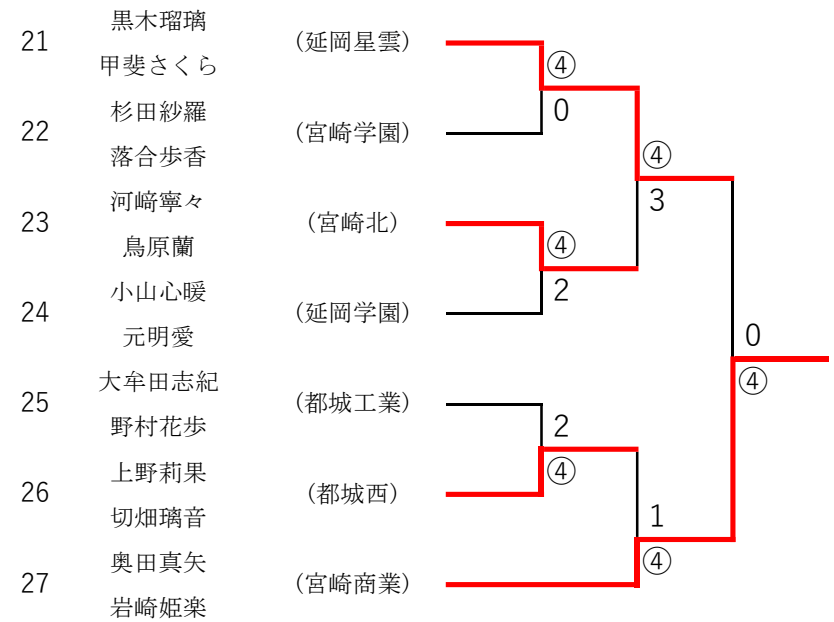 黒木瑠璃
21 (延岡星雲)
甲斐さくら
④
杉田紗羅
0
22 (宮崎学園)
落合歩香
④
河﨑寧々
3
23 (宮崎北)
鳥原蘭
④
小山心暖
2
24 (延岡学園)
元明愛
0
大牟田志紀
④
25 (都城工業)
野村花歩
2
上野莉果
④
26 (都城西)
切畑璃音
1
奥田真矢
④
27 (宮崎商業)
岩崎姫楽